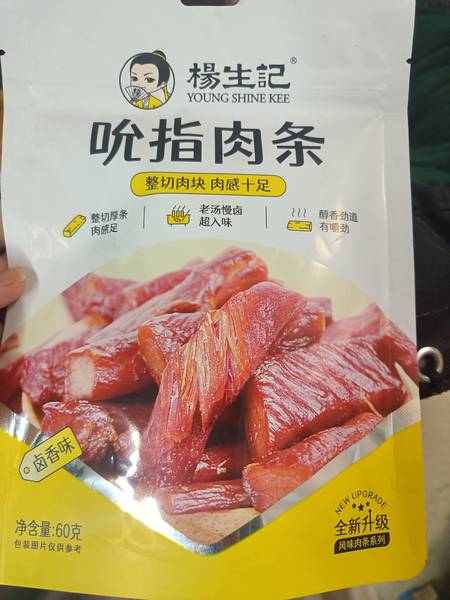 楊生記®
YOUNG SHINE KEE
吮指肉条
整切肉块 肉感十足
整切厚条
肉感足
老汤慢卤
超入味
醇香劲道
有嚼劲
卤香味
净含量:60克
包装图片仅供参考
NEW UPGRADE
全新升级
风味肉条系列